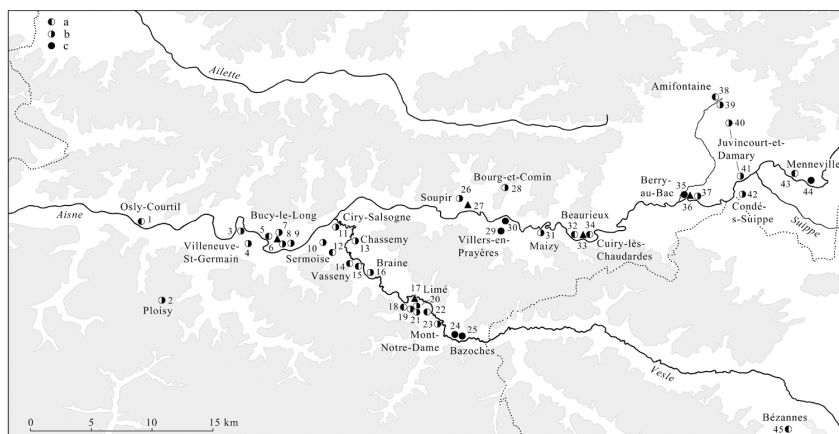 a
b
c
Ailette
Amifontaine
38
39
40
Juvincourt-et-
Damary
41
Menneville
43
44
Berry-
au-Bac
35
36
37
42
Condé-
s-Suippe
Suippe
Bourg-et-Comin
28
26
Soupir
27
Beaurieux
32
34
33
Cuiry-lès-
Chaudardes
31
Maizy
30
29
Villers-en-
Prayères
Osly-Courtil
1
Aisne
Bucy-le-Long
3
5
7
8
9
6
4
Villeneuve-
St-Germain
Ciry-Salsogne
11
10
12
Sermoise
Chassemy
13
14
15
Vasseny
Braine
16
2
Ploisy
17
Limé
20
18
19
21
22
23
24
25
Mont-
Notre-Dame
Bazoches
Vesle
Bézannes
45
0 5 10 15 km